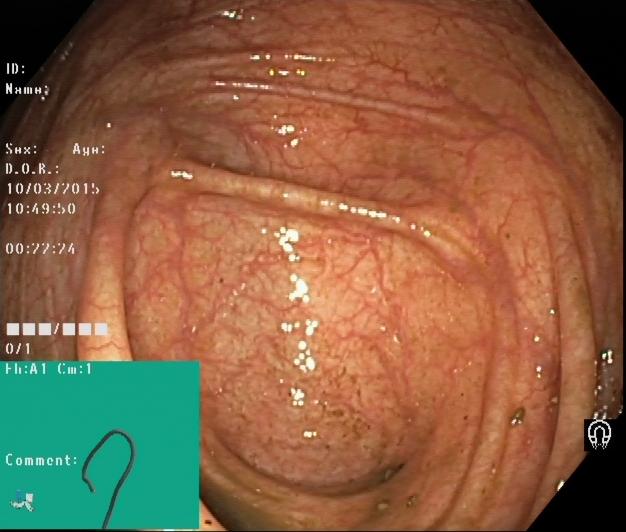 ID:
Name:
Sex: Age:
D.O.B.:
10/03/2015
10:49:50
00:22:24
■■■/■■■
0/1
Eh:A1 Cm:1
Comment: